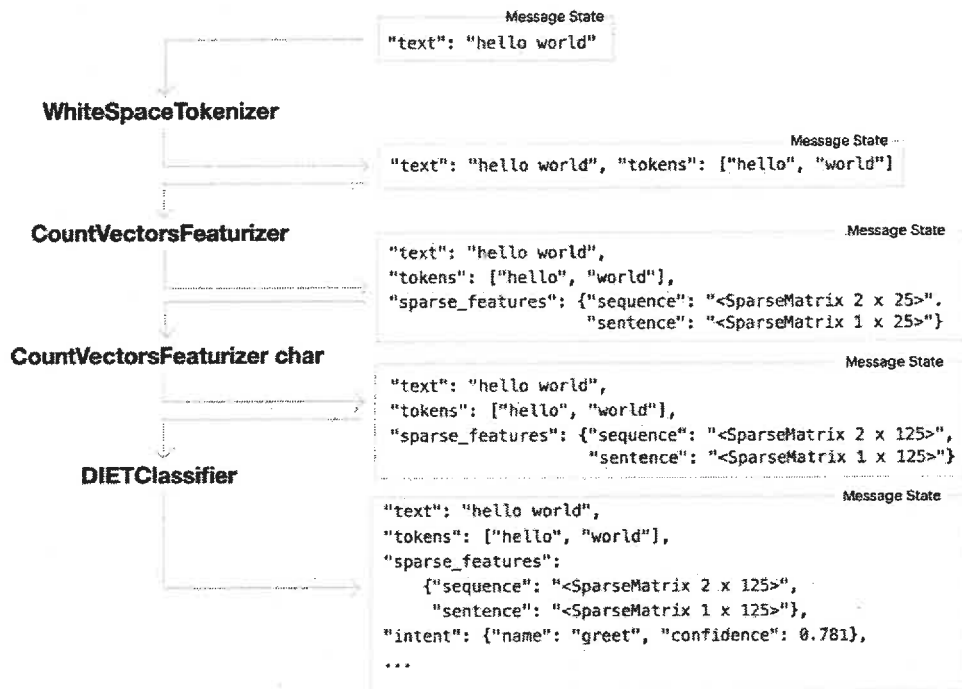 Message State
"text": "hello world"
WhiteSpaceTokenizer
Message State
"text": "hello world", "tokens": ["hello", "world"]
CountVectorsFeaturizer
Message State
"text": "hello world",
"tokens": ["hello", "world"],
"sparse_features": {"sequence": "<SparseMatrix 2 x 25>".
"sentence": "<SparseMatrix 1 x 25>"}
CountVectorsFeaturizer char
Message State
"text": "hello world",
"tokens": ["hello", "world"],
"sparse_features": {"sequence": "<SparseMatrix 2 x 125>",
"sentence": "<SparseMatrix 1 x 125>"}
DIETClassifier
Message State
"text": "hello world",
"tokens": ["hello", "world"],
"sparse_features":
{"sequence": "<SparseMatrix 2 x 125>",
"sentence": "<SparseMatrix 1 x 125>"},
"intent": {"name": "greet", "confidence": 0.781},
...